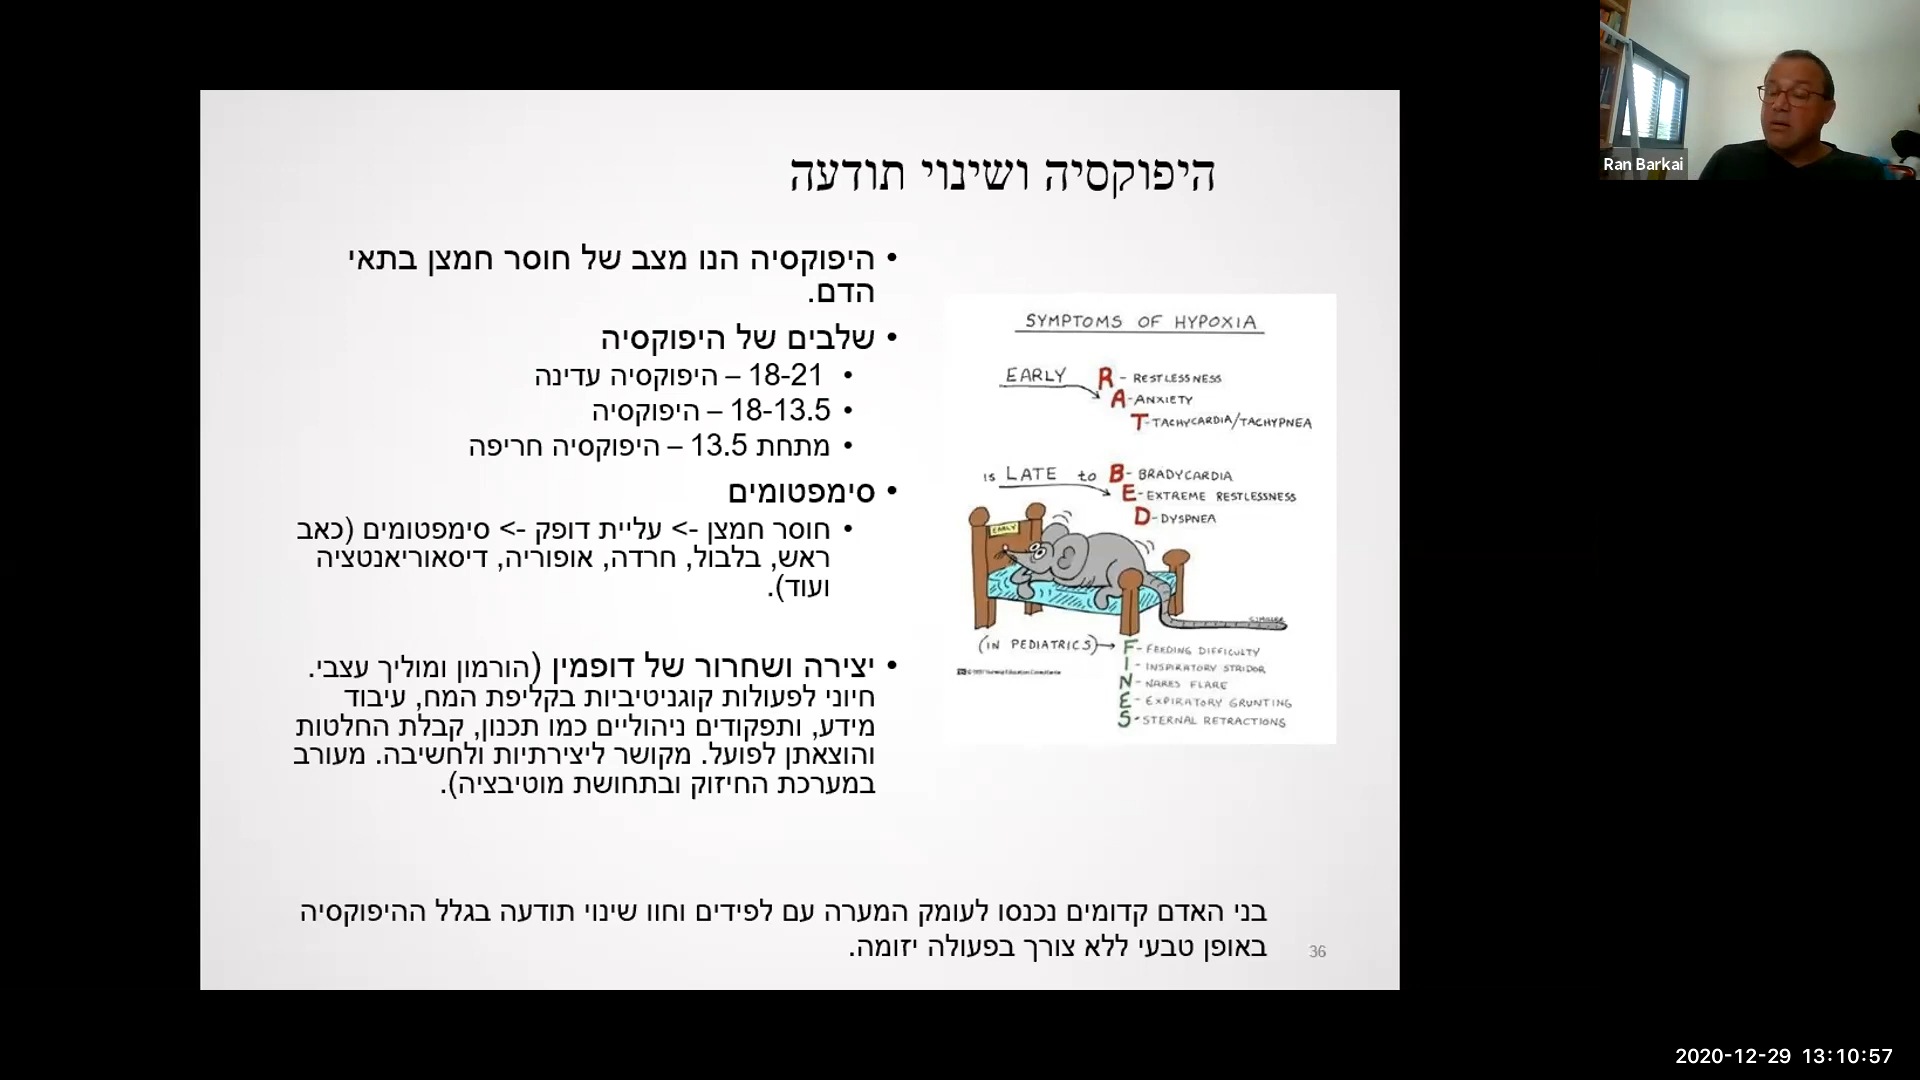 היפוקסיה ושינוי תודעה
• היפוקסיה הנו מצב של חוסר חמצן בתאי
הדם.
• שלבים של היפוקסיה
• 18-21 – היפוקסיה עדינה
• 18-13.5 – היפוקסיה
• מתחת 13.5 – היפוקסיה חריפה
• סימפטומים
• חוסר חמצן -> עליית דופק -> סימפטומים (כאב
ראש, בלבול, חרדה, אופוריה, דיסאוריאנטציה
ועוד).
• יצירה ושחרור של דופמין (הורמון ומוליך עצבי.
חיוני לפעולות קוגניטיביות בקליפת המח, עיבוד
מידע, ותפקודים ניהוליים כמו תכנון, קבלת החלטות
והוצאתן לפועל. מקושר ליצירתיות ולחשיבה. מעורב
במערכת החיזוק ובתחושת מוטיבציה).
SYMPTOMS OF HYPOXIA
EARLY R - RESTLESSNESS
A - ANXIETY
T - TACHYCARDIA/TACHYPNEA
is LATE to B - BRADYCARDIA
E - EXTREME RESTLESSNESS
D - DYSPNEA
EARLY
C.MILLER
(IN PEDIATRICS) → F - FEEDING DIFFICULTY
I - INSPIRATORY STRIDOR
N - NARES FLARE
E - EXPIRATORY GRUNTING
S - STERNAL RETRACTIONS
Nursing Education Consultants
בני האדם קדומים נכנסו לעומק המערה עם לפידים וחוו שינוי תודעה בגלל ההיפוקסיה
באופן טבעי ללא צורך בפעולה יזומה.
36
Ran Barkai
2020-12-29 13:10:57